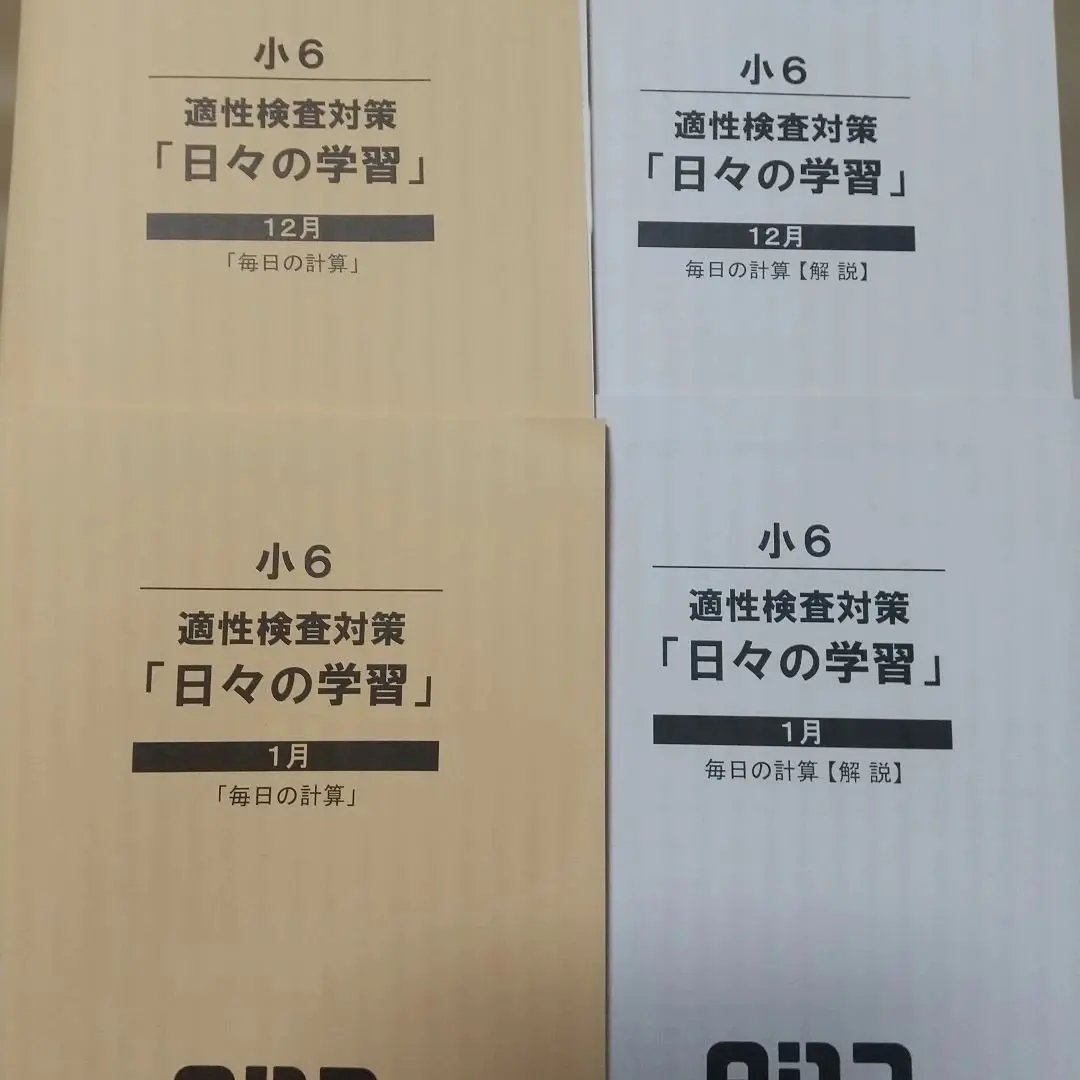 小6
適性検査対策
「日々の学習」
12月
「毎日の計算」
小6
適性検査対策
「日々の学習」
12月
毎日の計算【解 説】
小6
適性検査対策
「日々の学習」
1月
「毎日の計算」
小6
適性検査対策
「日々の学習」
1月
毎日の計算【解 説】